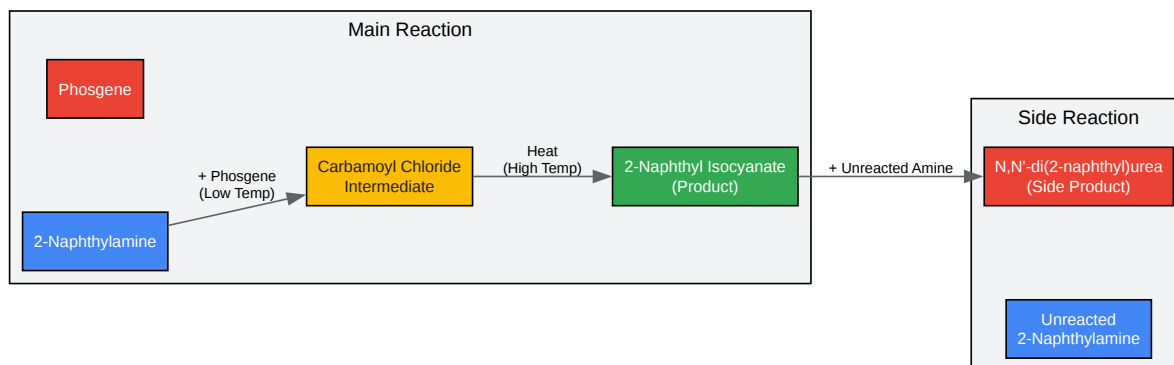 Main Reaction
Phosgene
+ Phosgene
(Low Temp)
2-Naphthylamine
Carbamoyl Chloride
Intermediate
Heat
(High Temp)
2-Naphthyl Isocyanate
(Product)
+ Unreacted Amine
Side Reaction
N,N'-di(2-naphthyl)urea
(Side Product)
Unreacted
2-Naphthylamine